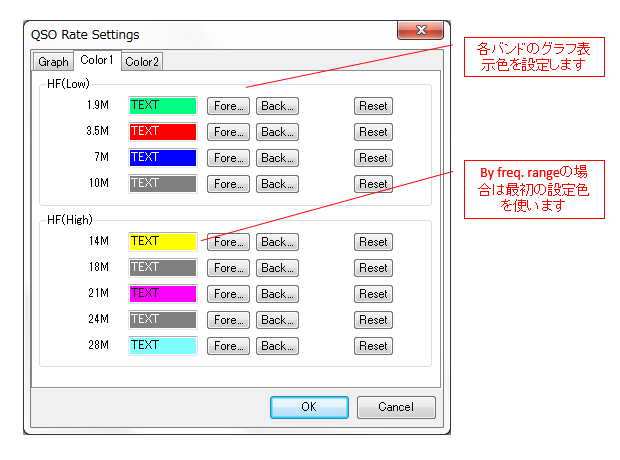 QSO Rate Settings
Graph Color1 Color2
HF(Low)
1.9M TEXT Fore... Back... Reset
3.5M TEXT Fore... Back... Reset
7M TEXT Fore... Back... Reset
10M TEXT Fore... Back... Reset
HF(High)
14M TEXT Fore... Back... Reset
18M TEXT Fore... Back... Reset
21M TEXT Fore... Back... Reset
24M TEXT Fore... Back... Reset
28M TEXT Fore... Back... Reset
OK Cancel
各バンドのグラフ表
示色を設定します
By freq. rangeの場
合は最初の設定色
を使います